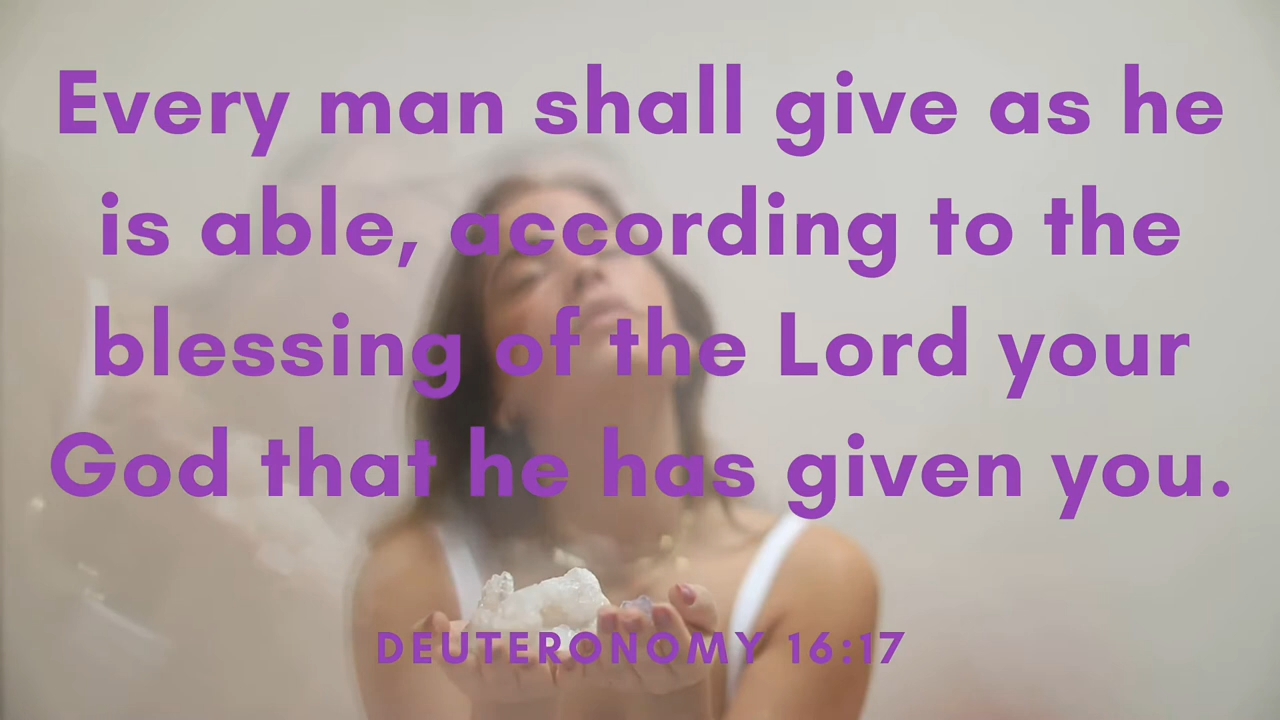 Every man shall give as he
is able, according to the
blessing of the Lord your
God that he has given you.
DEUTERONOMY 16:17